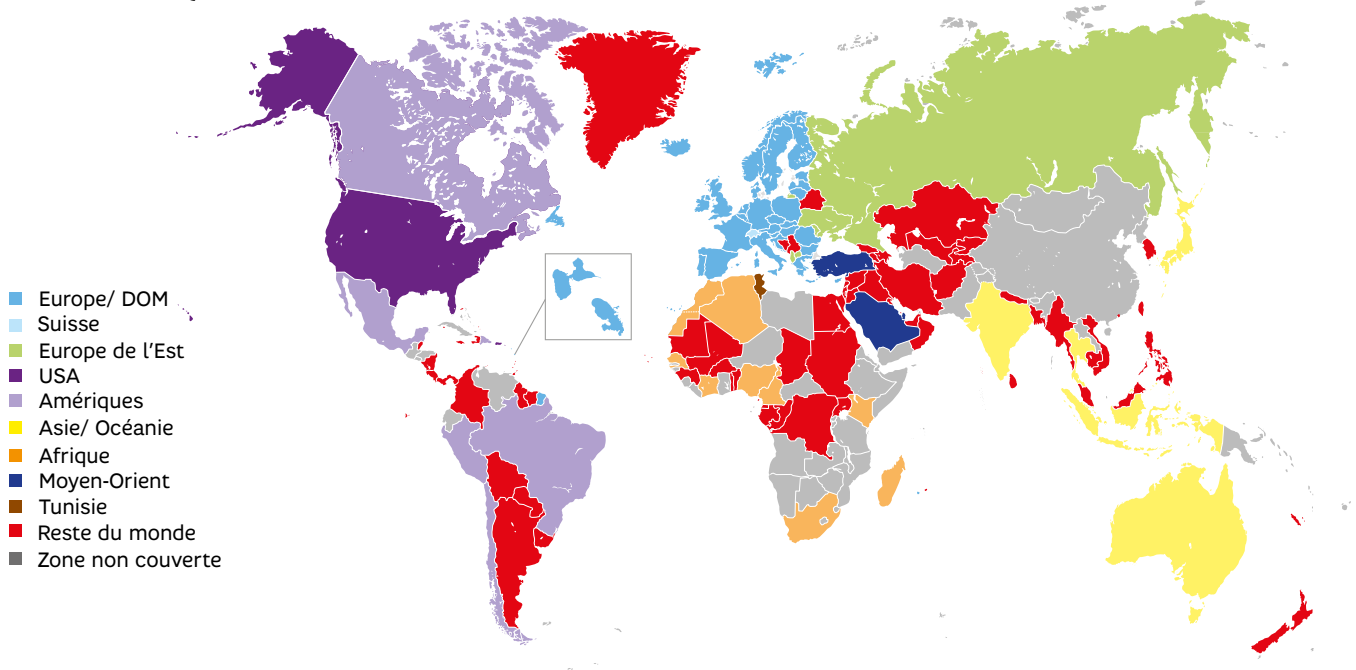 Europe/ DOM
Suisse
Europe de l'Est
USA
Amériques
Asie/ Océanie
Afrique
Moyen-Orient
Tunisie
Reste du monde
Zone non couverte